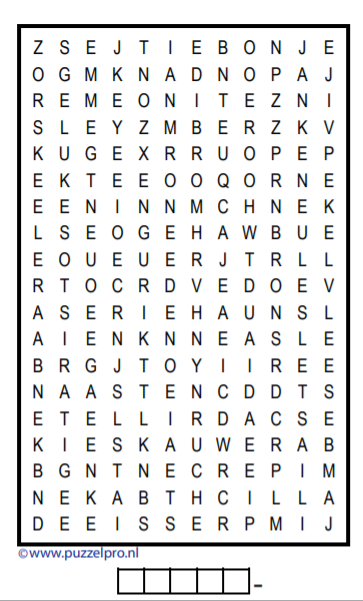 Z S E J T I E B O N J E
O G M K N A D N O P A J
R E M E O N I T E Z N I
S L E Y Z M B E R Z K V
K U G E X R R U O P E P
E K T E E O O Q O R N E
E E N I N N M C H N E K
L S E O G E H A W B U E
E O U E U E R J T R L L
R T O C R D V E D O E V
A S E R I E H A U N S L
A I E N K N N E A S L E
B R G J T O Y I I R E E
N A A S T E N C D D T S
E T E L L I R D A C S E
K I E S K A U W E R A B
B G N T N E C R E P I M
N E K A B T H C I L L A
D E E I S S E R P M I J
©www.puzzelpro.nl
–